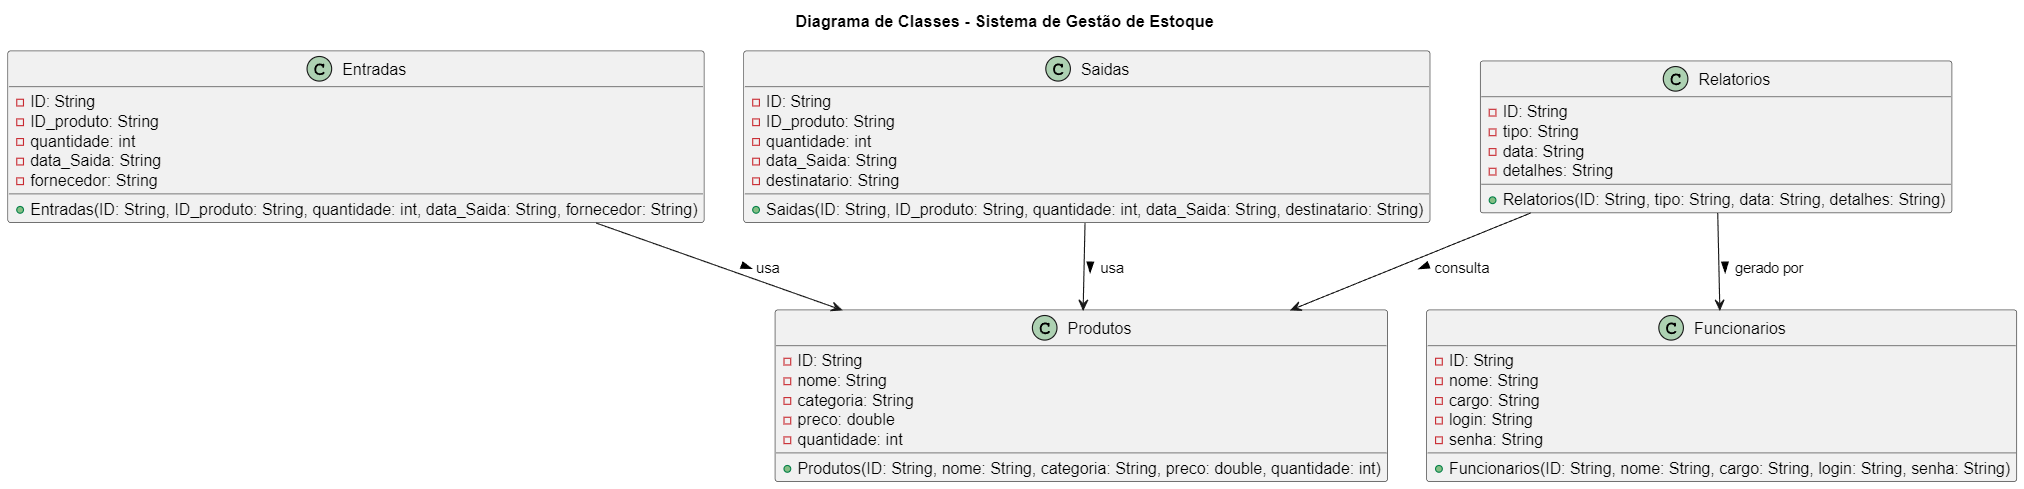 Diagrama de Classes - Sistema de Gestão de Estoque
C Entradas
ID: String
ID_produto: String
quantidade: int
data_Saida: String
fornecedor: String
Entradas(ID: String, ID_produto: String, quantidade: int, data_Saida: String, fornecedor: String)
C Saidas
ID: String
ID_produto: String
quantidade: int
data_Saida: String
destinatario: String
Saidas(ID: String, ID_produto: String, quantidade: int, data_Saida: String, destinatario: String)
C Relatorios
ID: String
tipo: String
data: String
detalhes: String
Relatorios(ID: String, tipo: String, data: String, detalhes: String)
usa
usa
consulta
gerado por
C Produtos
ID: String
nome: String
categoria: String
preco: double
quantidade: int
Produtos(ID: String, nome: String, categoria: String, preco: double, quantidade: int)
C Funcionarios
ID: String
nome: String
cargo: String
login: String
senha: String
Funcionarios(ID: String, nome: String, cargo: String, login: String, senha: String)